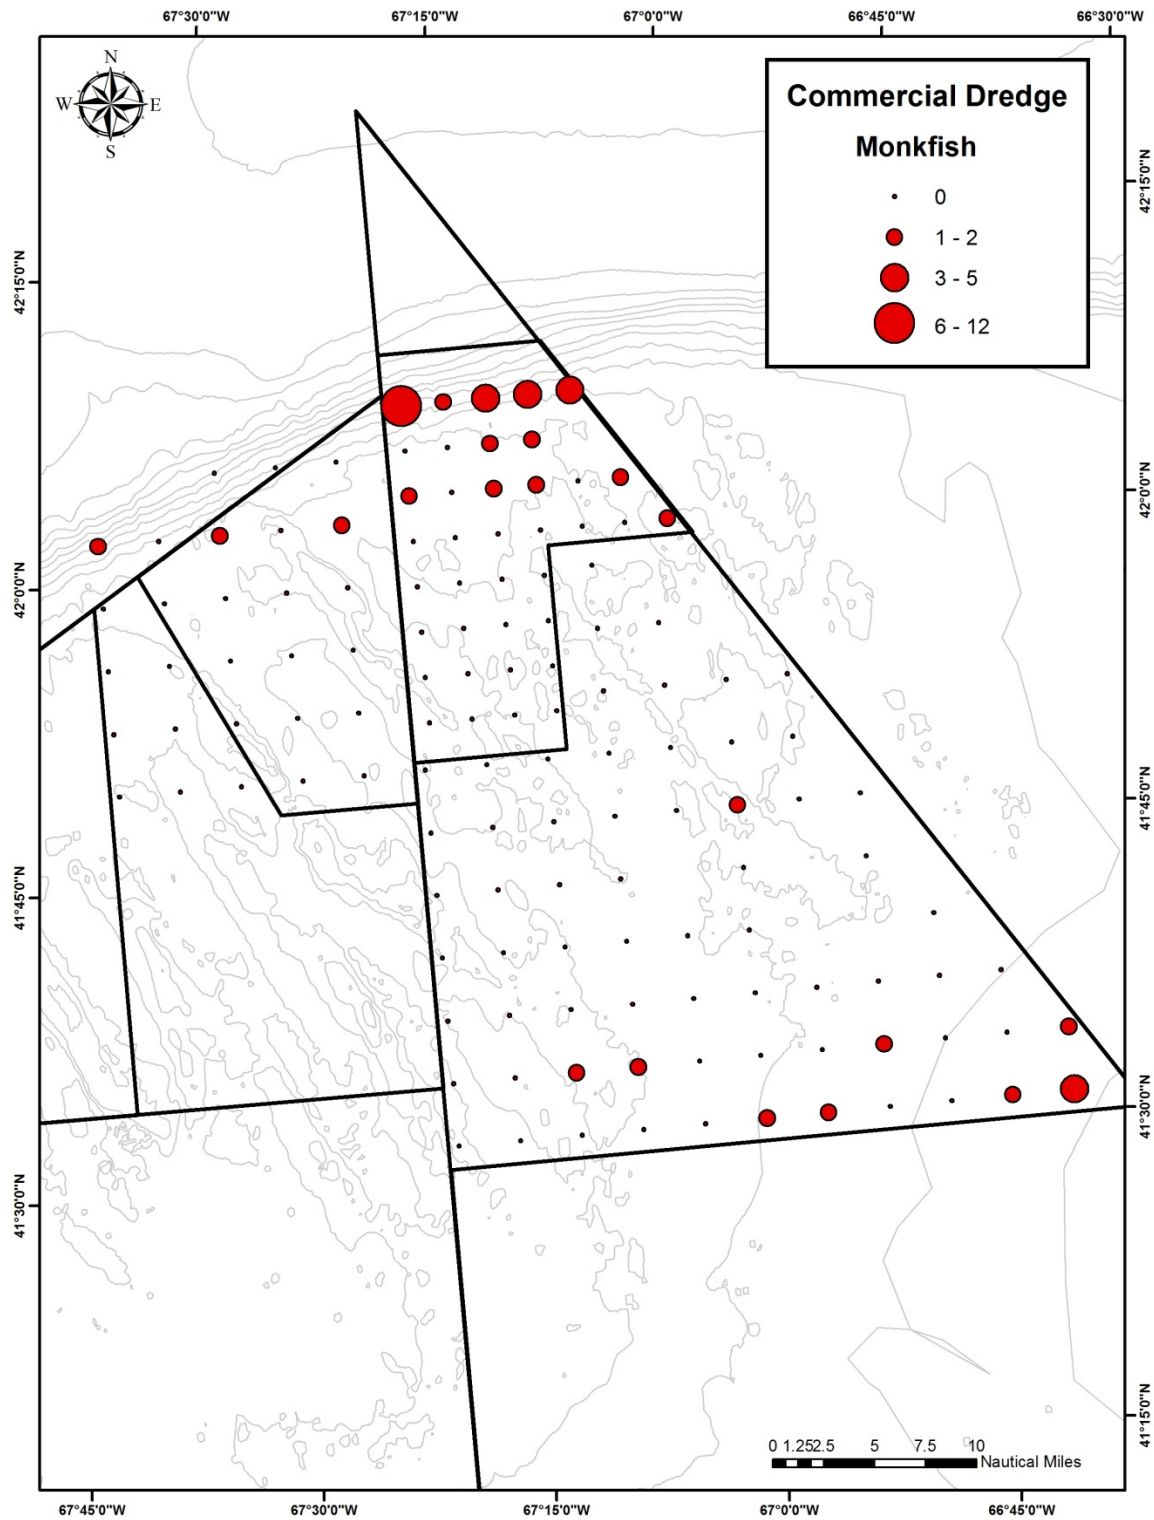 67°30'0"W 67°15'0"W 67°0'0"W 66°45'0"W 66°30'0"W
N
W E
S
Commercial Dredge
Monkfish
0
1 - 2
3 - 5
6 - 12
42°15'0"N
42°0'0"N
41°45'0"N
41°30'0"N
42°15'0"N
42°0'0"N
41°45'0"N
41°30'0"N
41°15'0"N
0 1.252.5 5 7.5 10
Nautical Miles
67°45'0"W 67°30'0"W 67°15'0"W 67°0'0"W 66°45'0"W